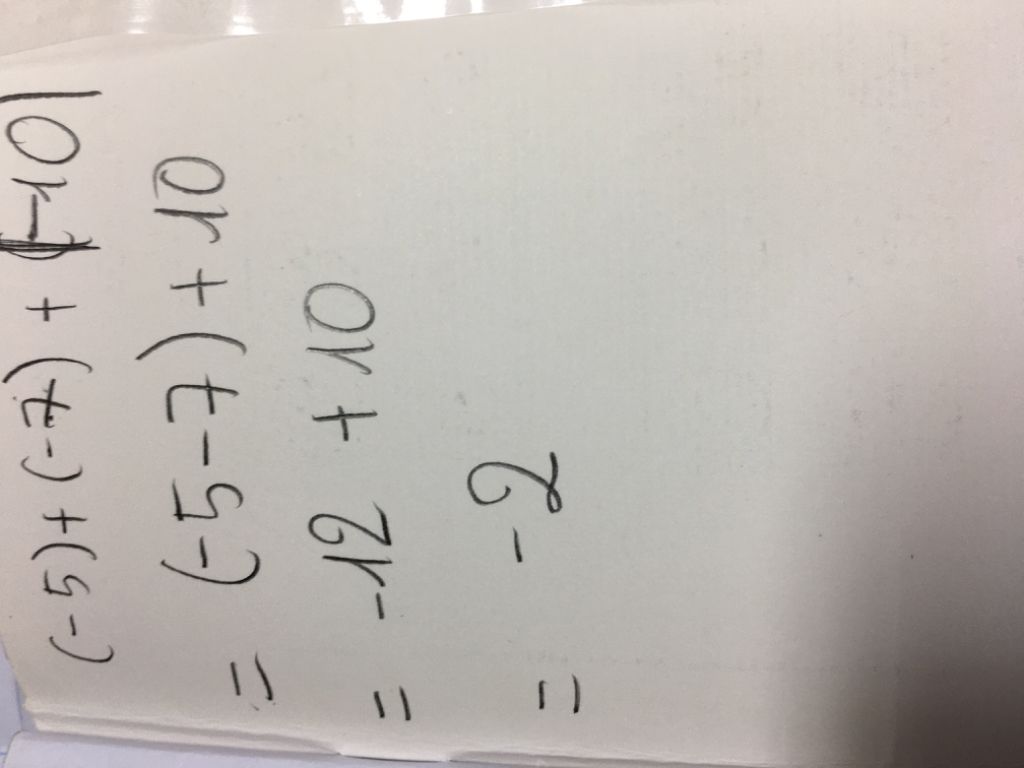 (-5)+(-7) + |-10|
= (-5-7) + 10
= -12 + 10
= -2